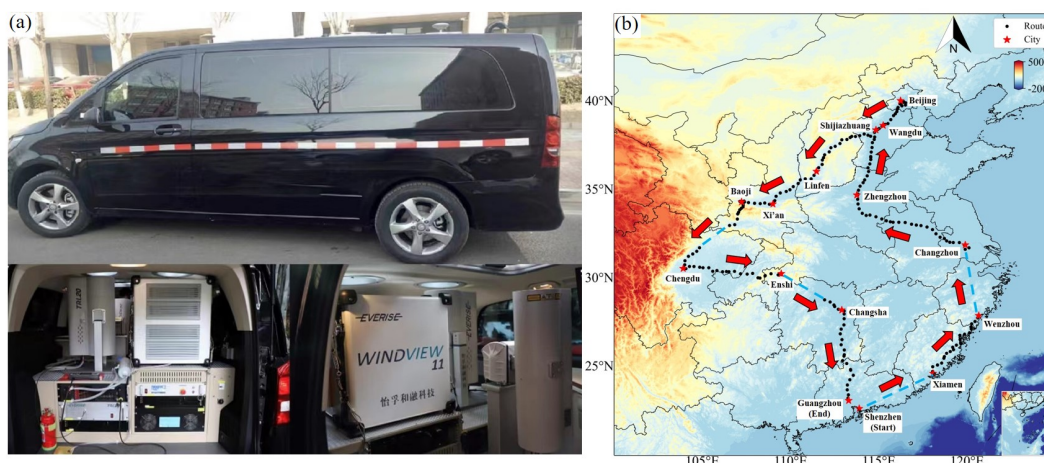 (a)
TRL20
EVERISE
WINDVIEW
11
怡孚和融科技
EVERISE
(b)
N
Route
City
500
-200
40°N
35°N
30°N
25°N
105°E
110°E
115°E
120°E
Beijing
Shijiazhuang
Wangdu
Linfen
Baoji
Xi'an
Zhengzhou
Changzhou
Chengdu
Enshi
Changsha
Wenzhou
Xiamen
Guangzhou
(End)
Shenzhen
(Start)